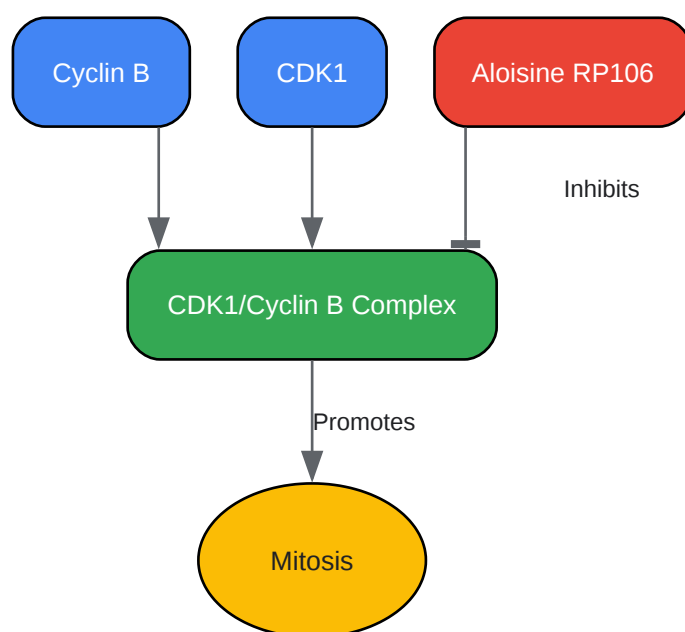 Cyclin B
CDK1
Aloisine RP106
Inhibits
CDK1/Cyclin B Complex
Promotes
Mitosis